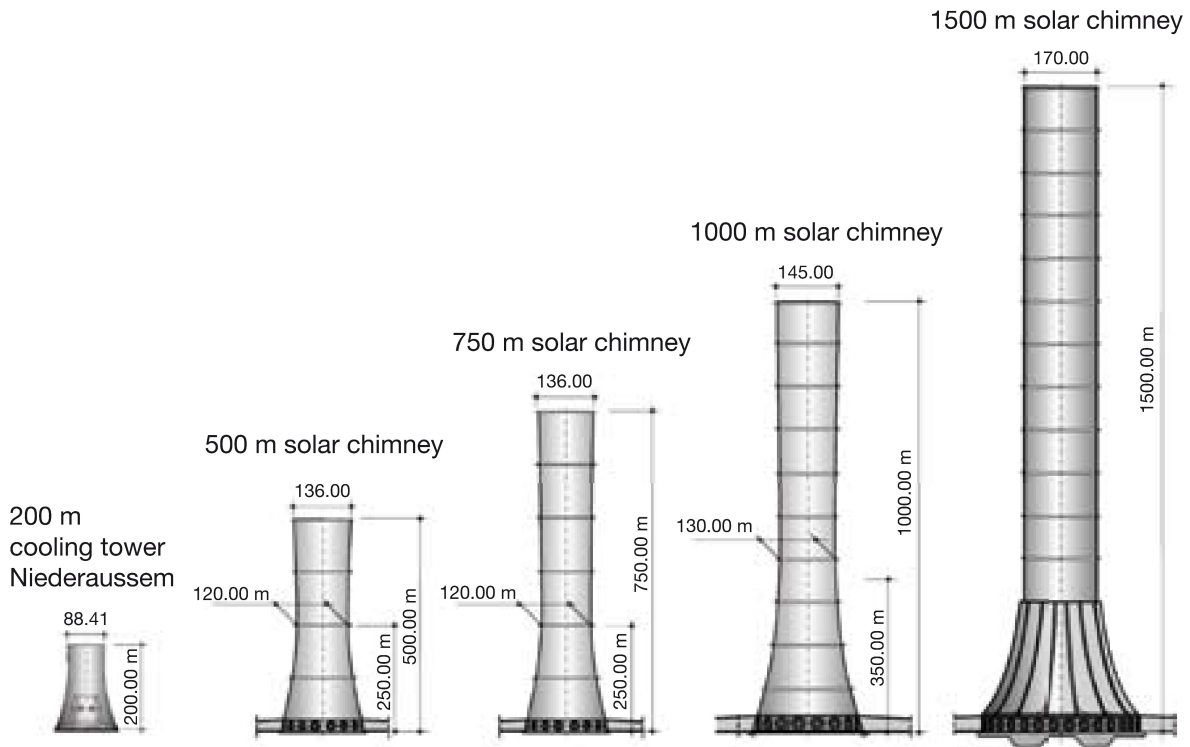 200 m
cooling tower
Niederaussem
88.41
200.00 m
500 m solar chimney
136.00
120.00 m
250.00 m
500.00 m
750 m solar chimney
136.00
120.00 m
250.00 m
750.00 m
1000 m solar chimney
145.00
130.00 m
350.00 m
1000.00 m
1500 m solar chimney
170.00
1500.00 m